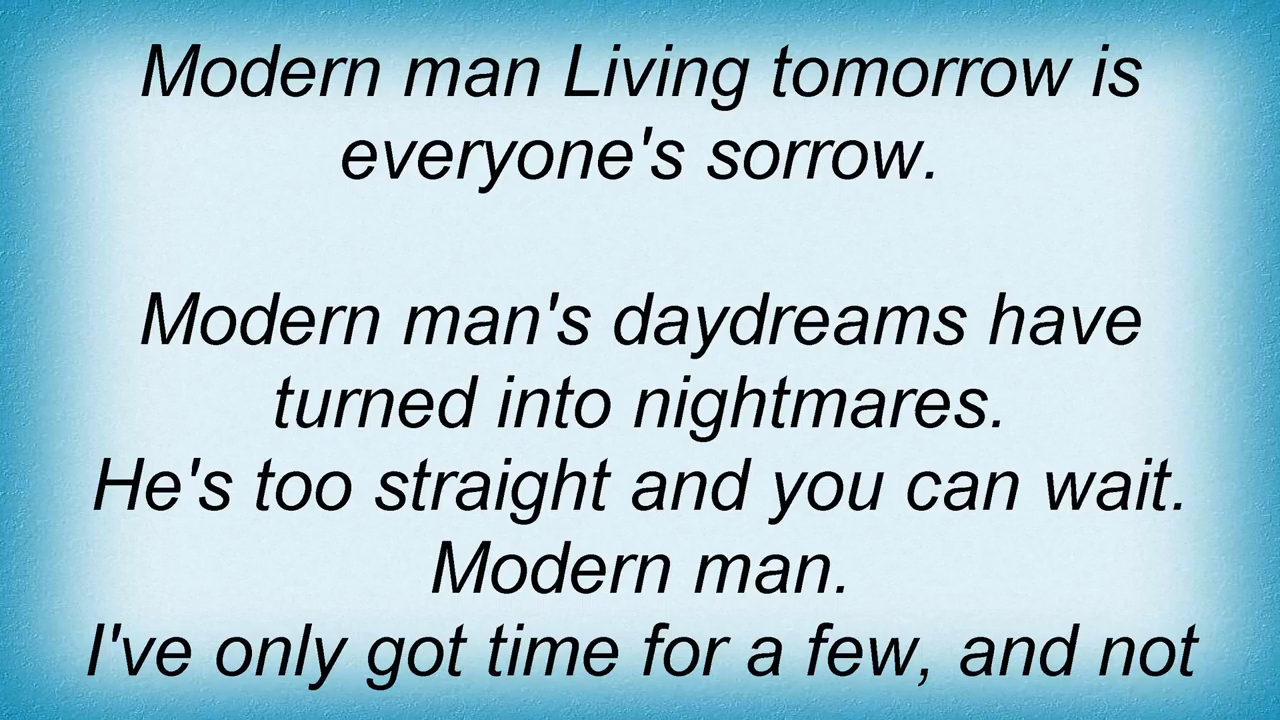 Modern man Living tomorrow is
everyone's sorrow.
Modern man's daydreams have
turned into nightmares.
He's too straight and you can wait.
Modern man.
I've only got time for a few, and not